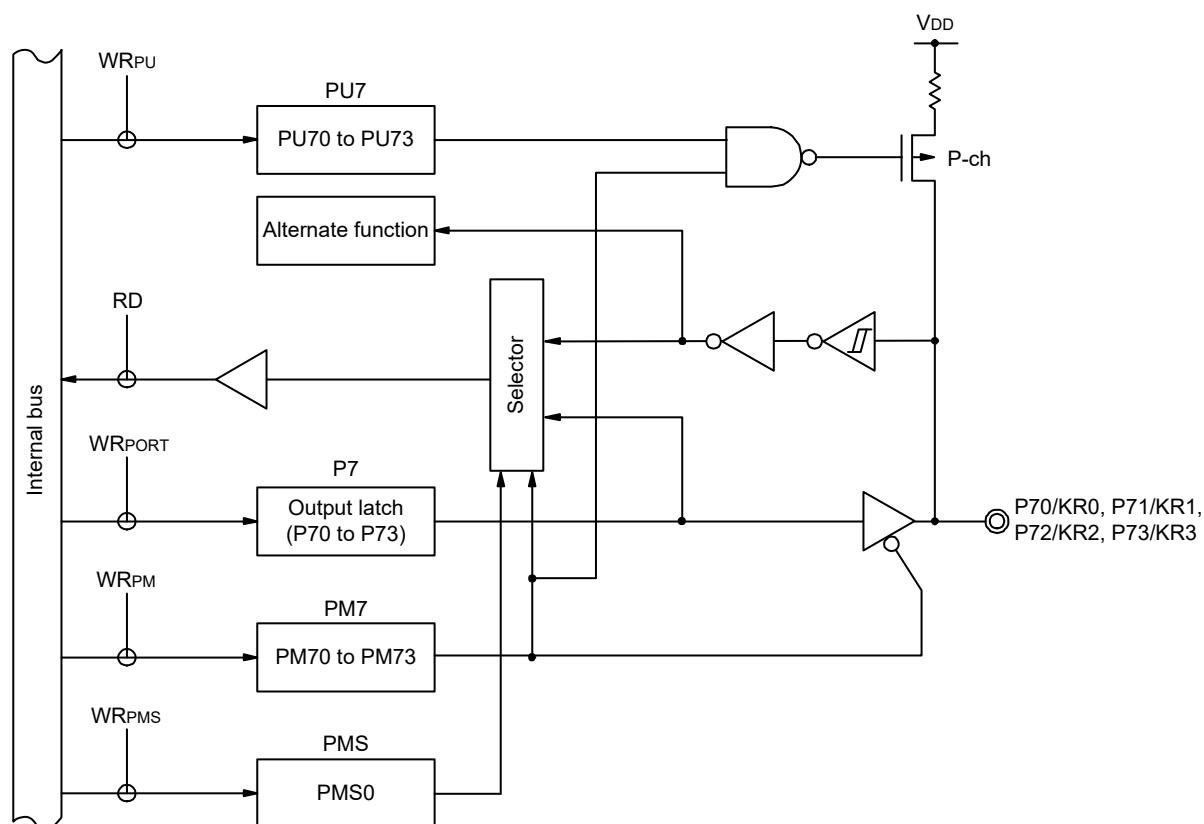 VDD
WRPU
PU7
PU70 to PU73
P-ch
Alternate function
RD
Selector
Internal bus
WRPORT
P7
Output latch
(P70 to P73)
P70/KR0, P71/KR1,
P72/KR2, P73/KR3
WRPM
PM7
PM70 to PM73
WRPMS
PMS
PMS0